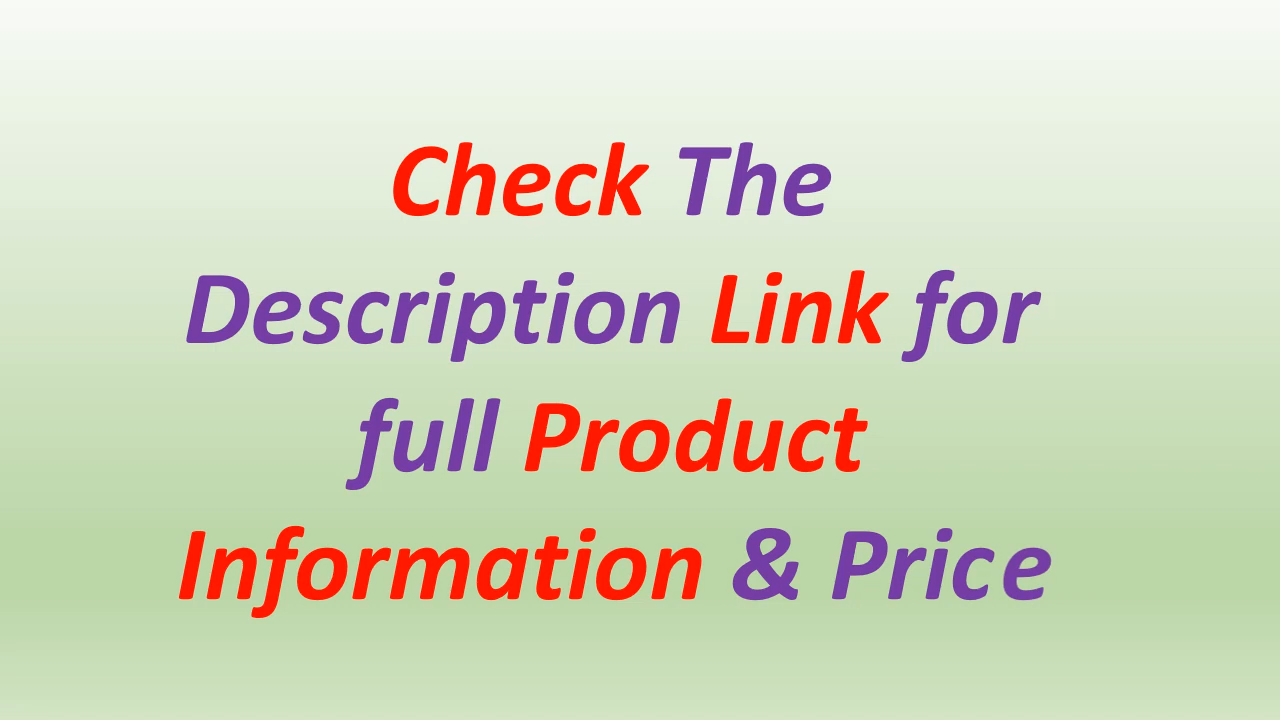 Check The
Description Link for
full Product
Information & Price